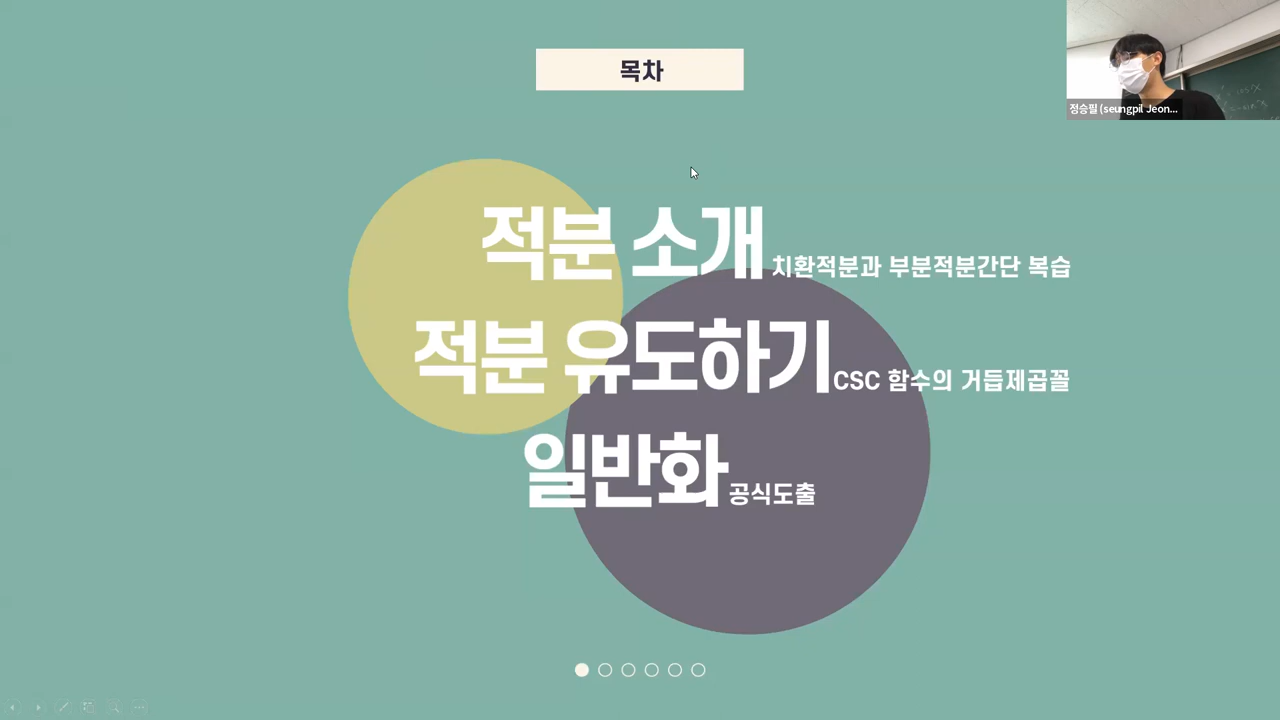 목차
정승필 (seungpil Jeon...
적분 소개 치환적분과 부분적분간단 복습
적분 유도하기 CSC 함수의 거듭제곱꼴
일반화 공식도출